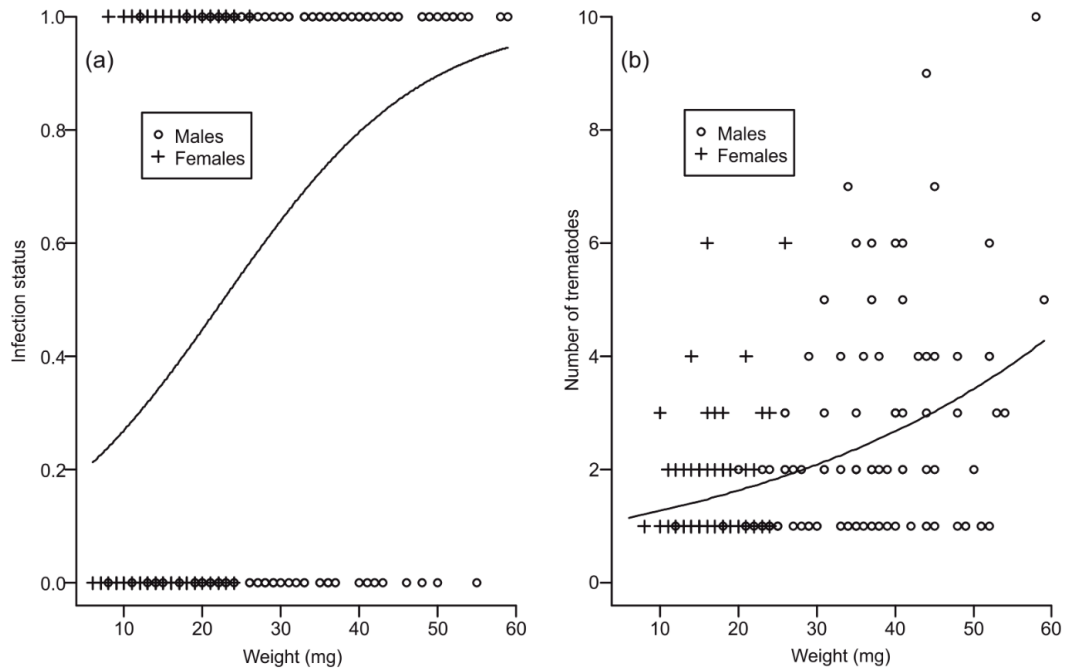 (a)
Males
Females
Infection status
1.0
0.8
0.6
0.4
0.2
0.0
10 20 30 40 50 60
Weight (mg)
(b)
Males
Females
Number of trematodes
10
8
6
4
2
0
10 20 30 40 50 60
Weight (mg)